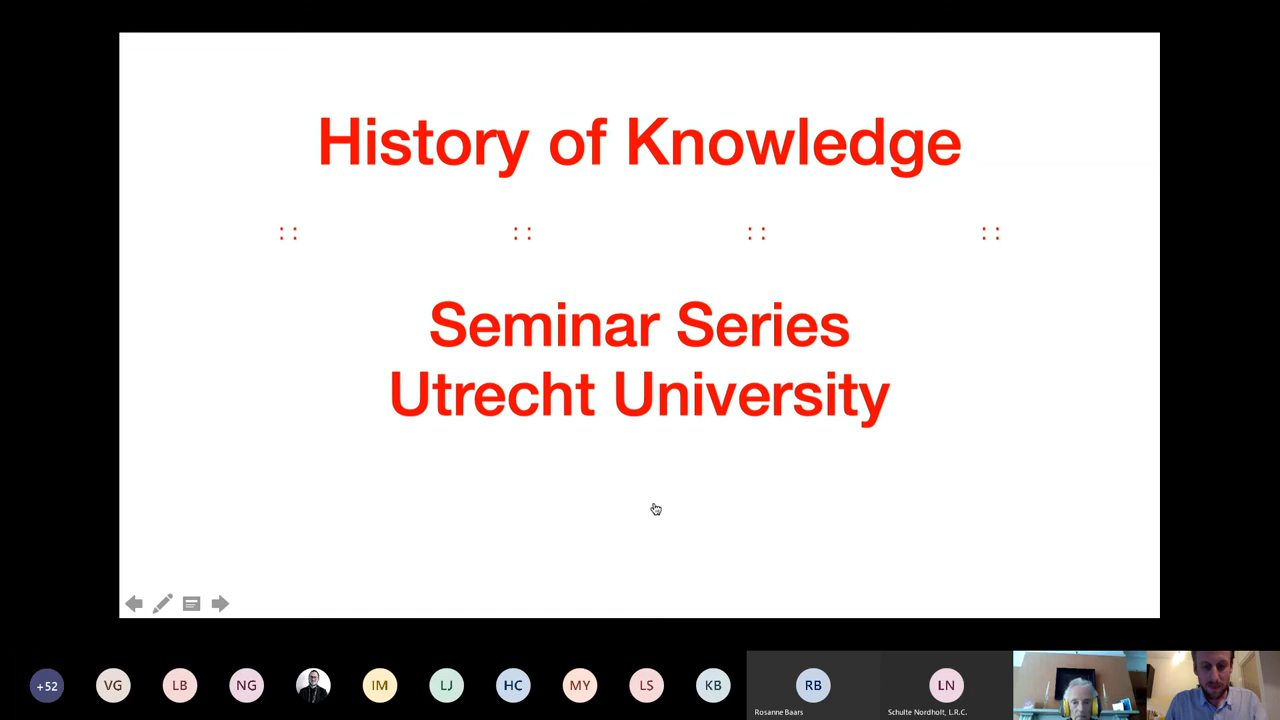 History of Knowledge
:: :: :: ::
Seminar Series
Utrecht University
+52
VG
LB
NG
IM
LJ
HC
MY
LS
KB
RB
LN
Rosanne Baars
Schulte Nordholt, L.R.C.